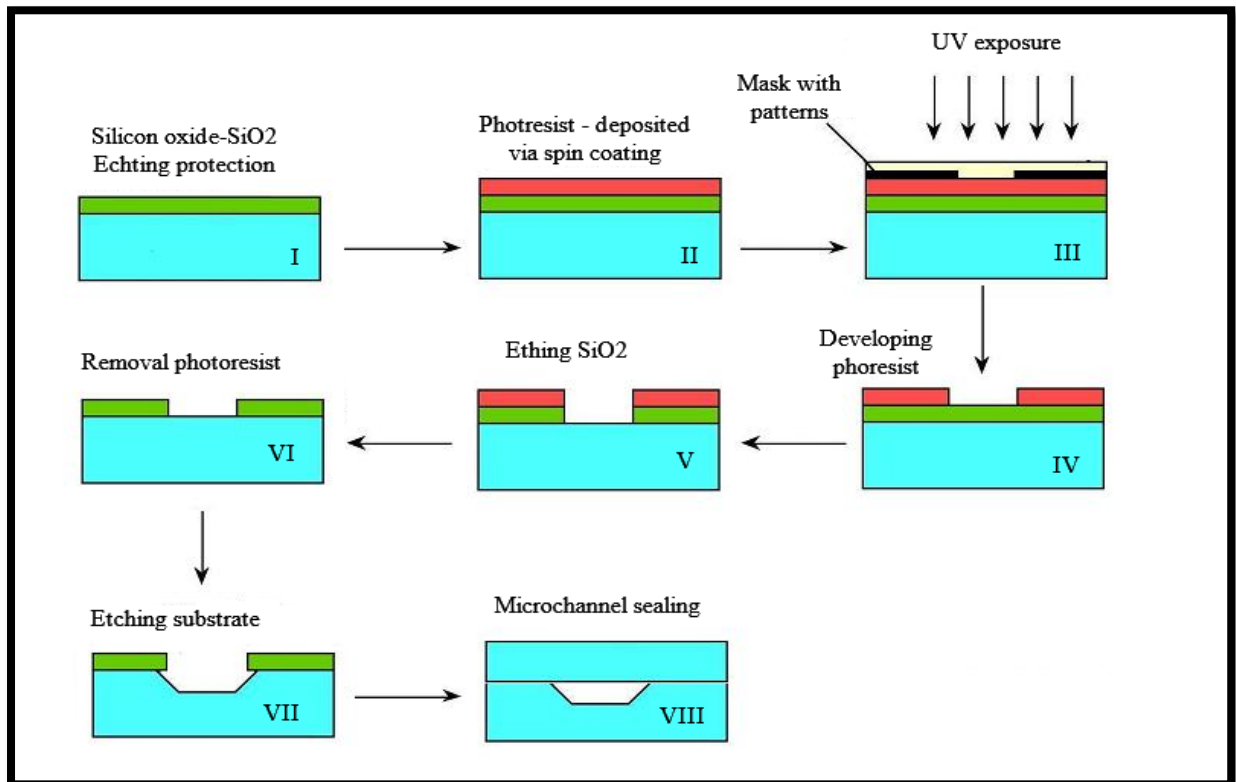 Silicon oxide-SiO2
Echting protection
I
Photresist - deposited
via spin coating
II
UV exposure
Mask with
patterns
III
Developing
phoresist
IV
Ething SiO2
V
Removal photoresist
VI
Etching substrate
VII
Microchannel sealing
VIII